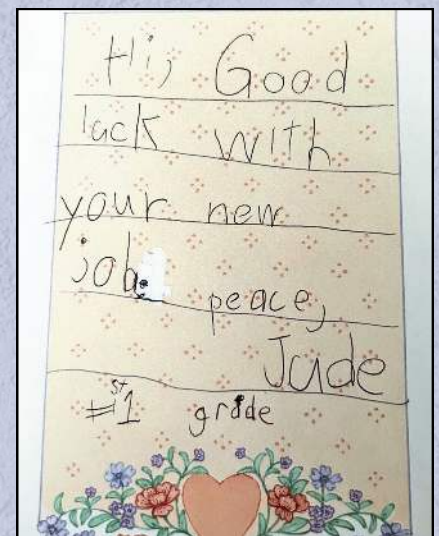 Hi, Good
lack with
your new
job.
peace,
Jude
#1st grade